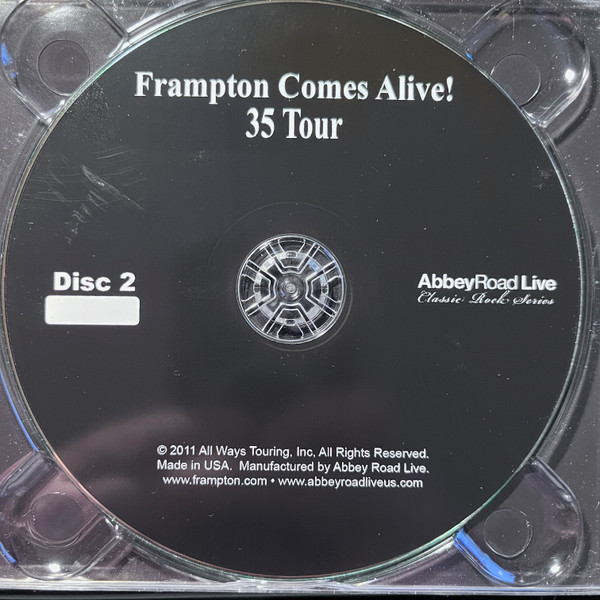 Frampton Comes Alive!
35 Tour
Disc 2
AbbeyRoad Live
Classic Rock Series
© 2011 All Ways Touring, Inc. All Rights Reserved.
Made in USA. Manufactured by Abbey Road Live.
www.frampton.com • www.abbeyroadliveus.com